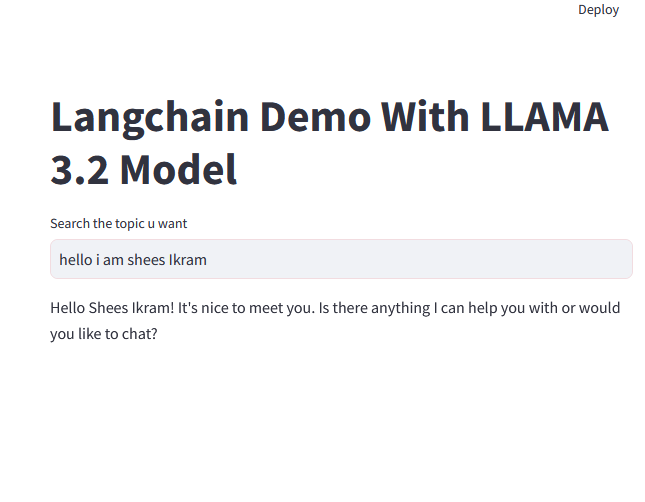 Deploy
Langchain Demo With LLAMA
3.2 Model
Search the topic u want
hello i am shees Ikram
Hello Shees Ikram! It's nice to meet you. Is there anything I can help you with or would
you like to chat?